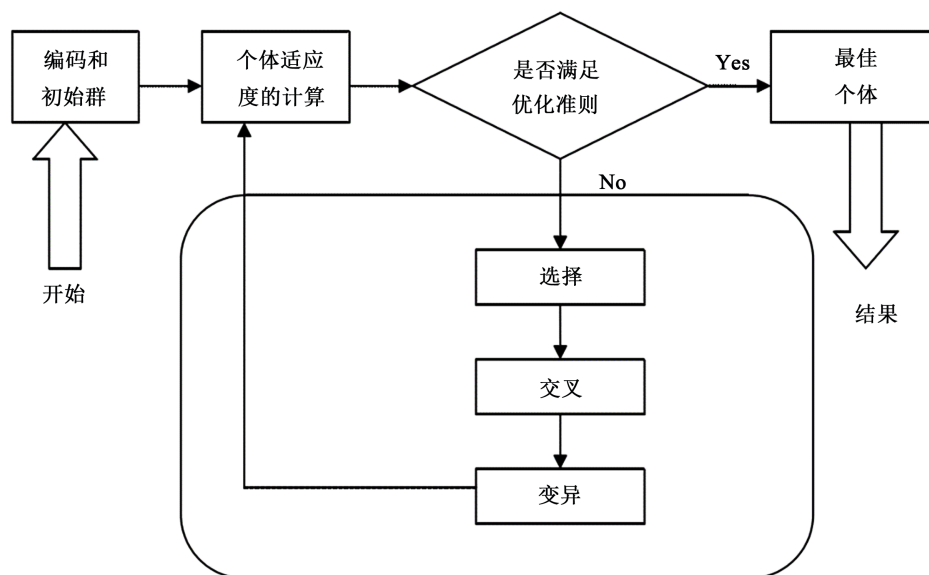 编码和
初始群
个体适应
度的计算
是否满足
优化准则
Yes
最佳
个体
No
开始
选择
结果
交叉
变异